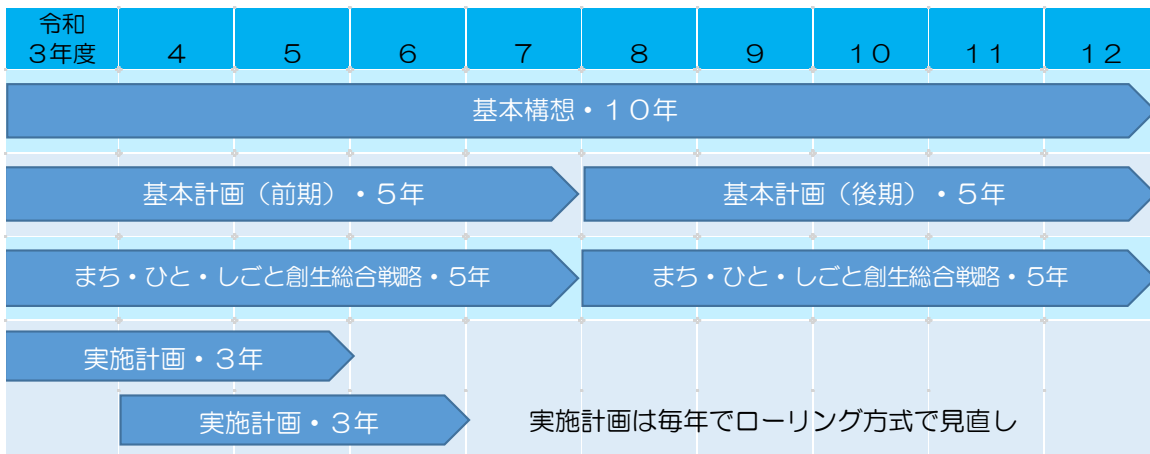 令和
３年度
４
５
６
７
８
９
１０
１１
１２
基本構想・１０年
基本計画（前期）・５年
基本計画（後期）・５年
まち・ひと・しごと創生総合戦略・５年
まち・ひと・しごと創生総合戦略・５年
実施計画・３年
実施計画・３年
実施計画は毎年でローリング方式で見直し